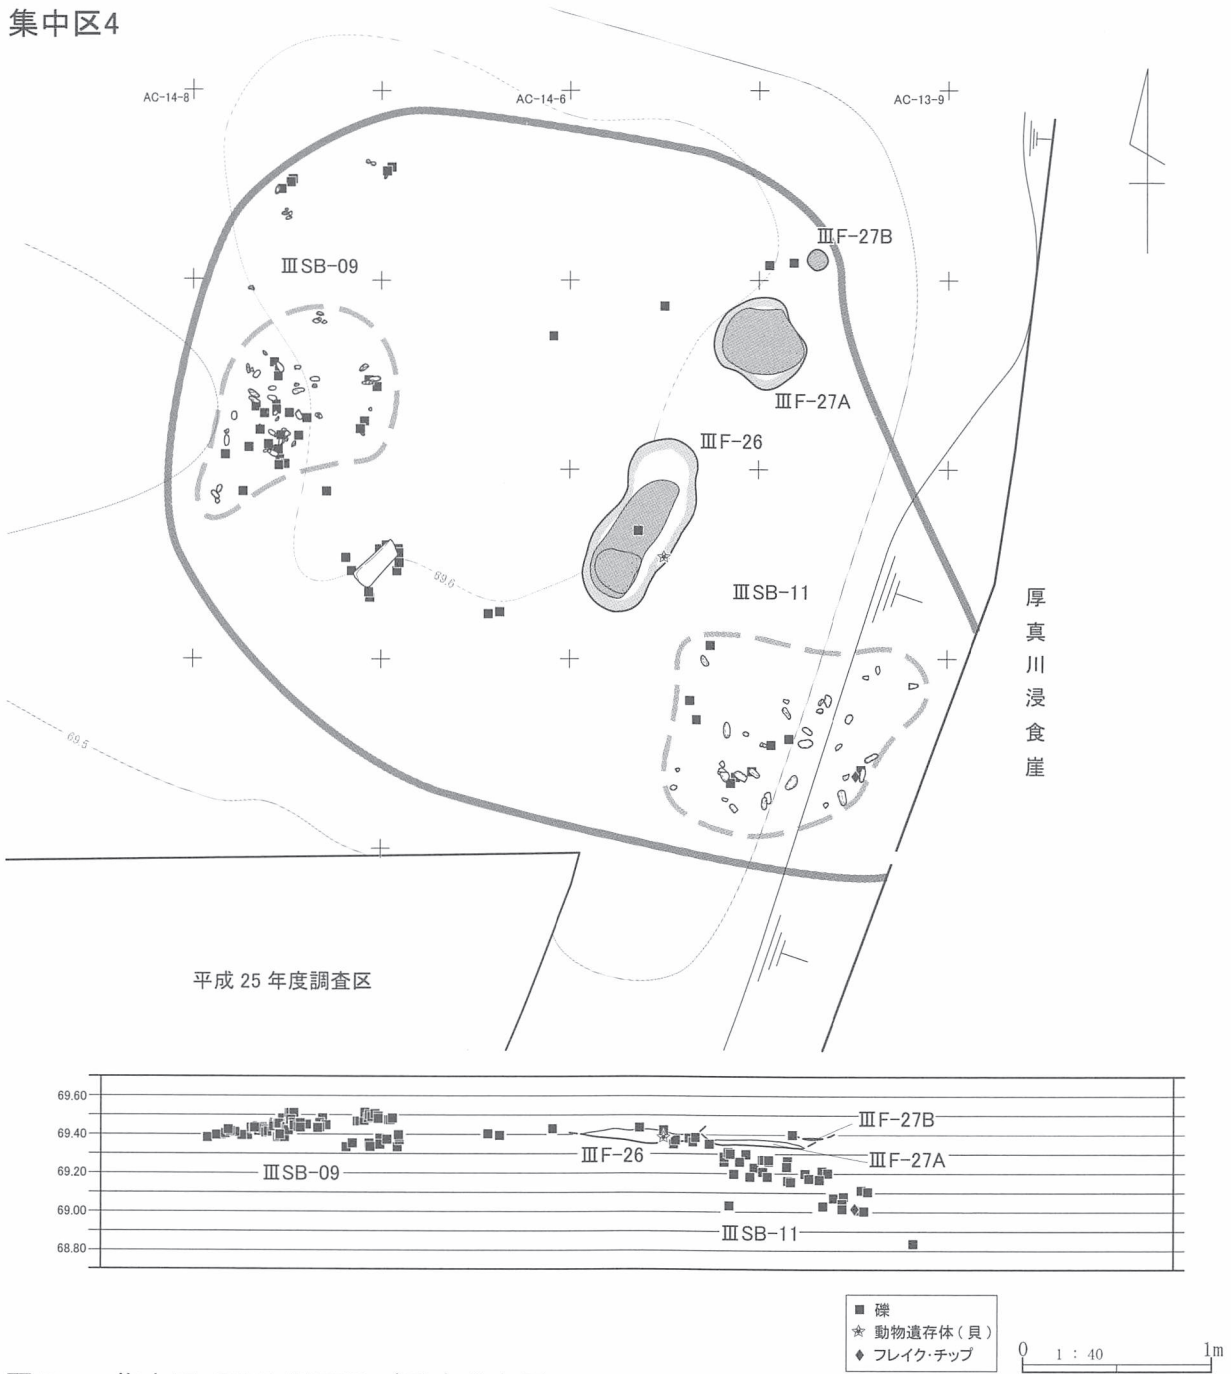 集中区4
AC-14-8
AC-14-6
AC-13-9
ⅢF-27B
ⅢSB-09
ⅢF-27A
ⅢF-26
ⅢSB-11
69.6
69.5
厚真川浸食崖
平成25年度調査区
69.60
69.40
69.20
69.00
68.80
ⅢF-27B
ⅢF-26
ⅢF-27A
ⅢSB-09
ⅢSB-11
■ 礫
動物遺存体(貝)
◆ フレイク・チップ
0 1:40 1m